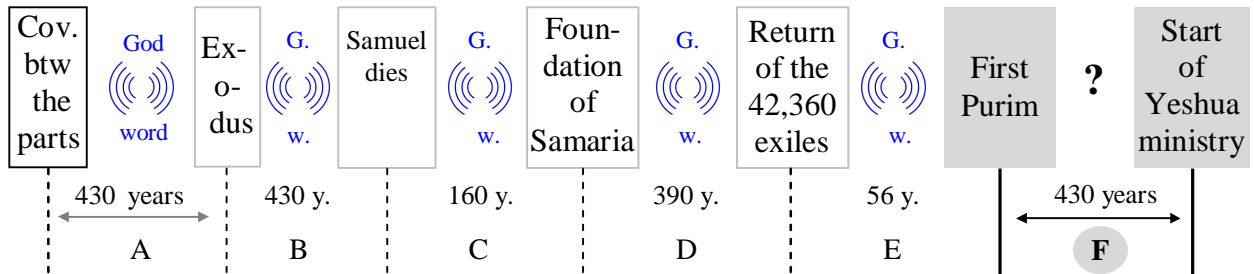 Cov.
btw
the
parts
God
word
Ex-
o-
dus
G.
w.
Samuel
dies
G.
w.
Foun-
dation
of
Samaria
G.
w.
Return
of the
42,360
exiles
G.
w.
First
Purim
?
Start
of
Yeshua
ministry
430 years
430 y.
160 y.
390 y.
56 y.
430 years
A
B
C
D
E
F